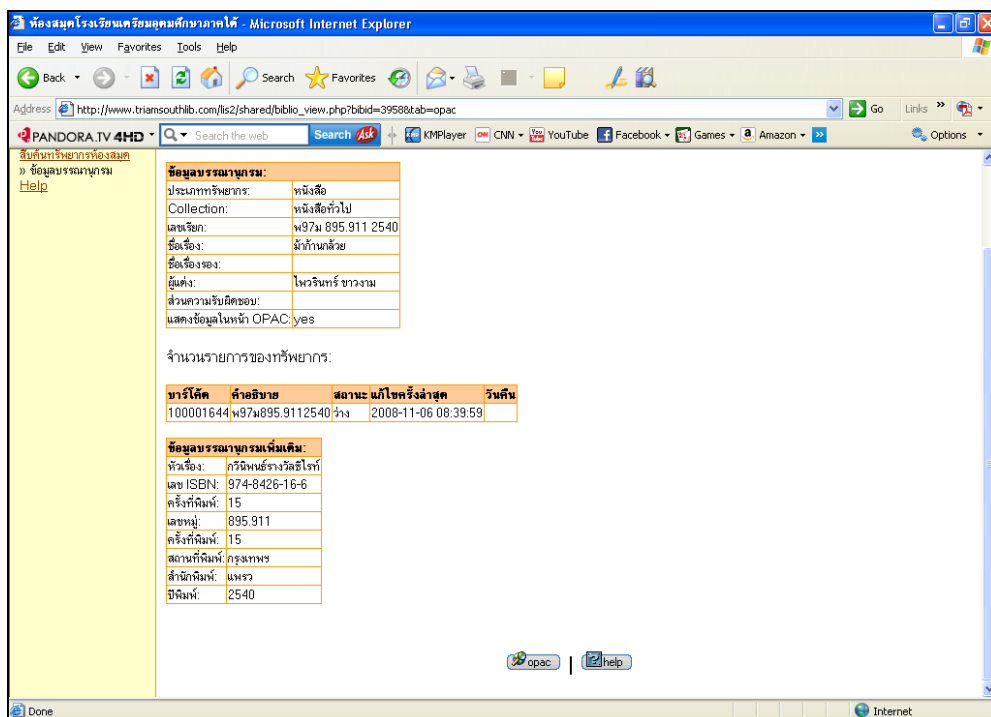 ห้องสมุดโรงเรียนเตรียมอุดมศึกษาภาคใต้ - Microsoft Internet Explorer
File Edit View Favorites Tools Help
Back Search Favorites
Address http://www.triamsouthlib.com/lis2/shared/biblio_view.php?bibid=3958&tab=opac Go Links
PANDORA.TV 4HD Search the web Search Ask KMPlayer CNN YouTube Facebook Games Amazon Options
สืบค้นทรัพยากรห้องสมุด
» ข้อมูลบรรณานุกรม
Help
ข้อมูลบรรณานุกรม:
ประเภททรัพยากร: หนังสือ
Collection: หนังสือทั่วไป
เลขเรียก: พ97ม 895.911 2540
ชื่อเรื่อง: ม้าก้านกล้วย
ชื่อเรื่องรอง:
ผู้แต่ง: ไพวรินทร์ ขาวงาม
ส่วนความรับผิดชอบ:
แสดงข้อมูลในหน้า OPAC: yes
จำนวนรายการของทรัพยากร:
บาร์โค้ด คำอธิบาย สถานะ แก้ไขครั้งล่าสุด วันคืน
100001644 พ97ม895.9112540 ว่าง 2008-11-06 08:39:59
ข้อมูลบรรณานุกรมเพิ่มเติม:
หัวเรื่อง: กวีนิพนธ์รางวัลซีไรท์
เลข ISBN: 974-8426-16-6
ครั้งที่พิมพ์: 15
เลขหมู่: 895.911
ครั้งที่พิมพ์: 15
สถานที่พิมพ์: กรุงเทพฯ
สำนักพิมพ์: แพรว
ปีพิมพ์: 2540
opac | help
Done Internet